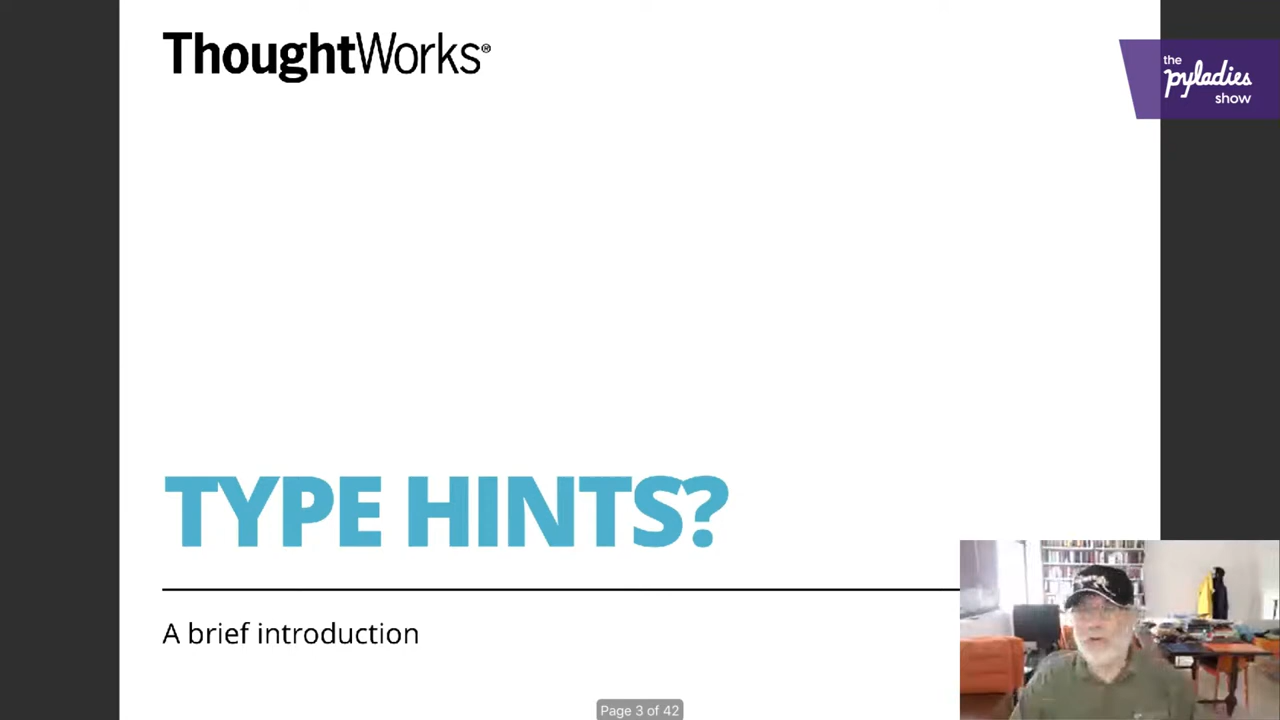 ThoughtWorks®
the
pyladies
show
TYPE HINTS?
A brief introduction
Page 3 of 42